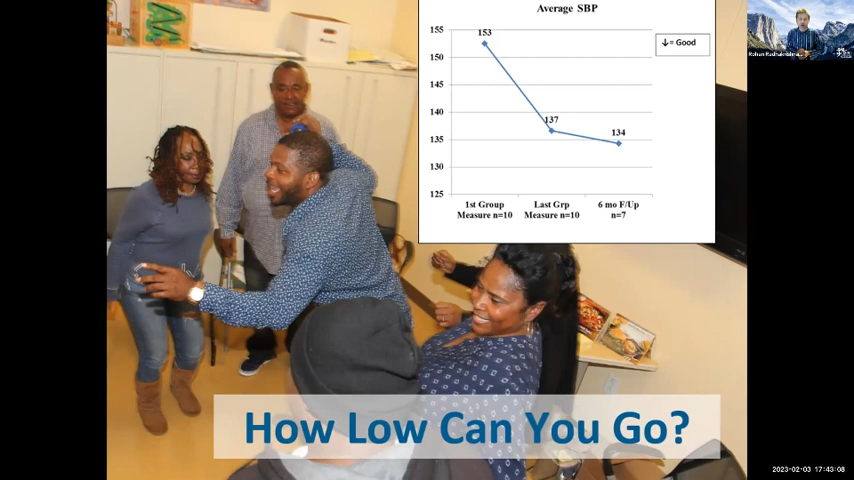 Average SBP
155
150
145
140
135
130
125
153
137
134
↓= Good
1st Group
Measure n=10
Last Grp
Measure n=10
6 mo F/Up
n=7
How Low Can You Go?
2023-02-03 17:43:08